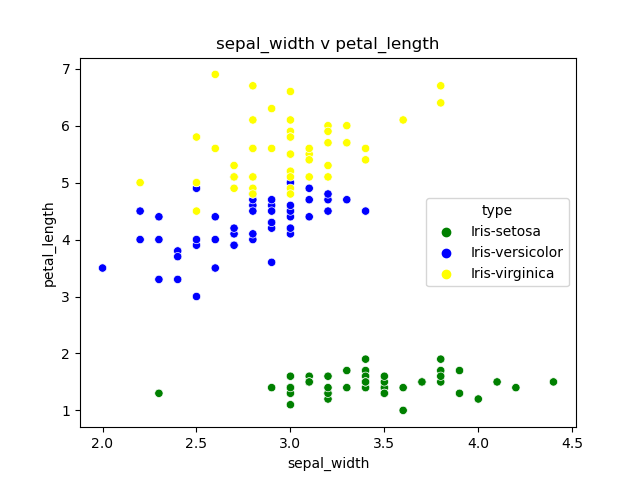 sepal_width v petal_length
petal_length
7
6
5
4
3
2
1
type
Iris-setosa
Iris-versicolor
Iris-virginica
2.0 2.5 3.0 3.5 4.0 4.5
sepal_width